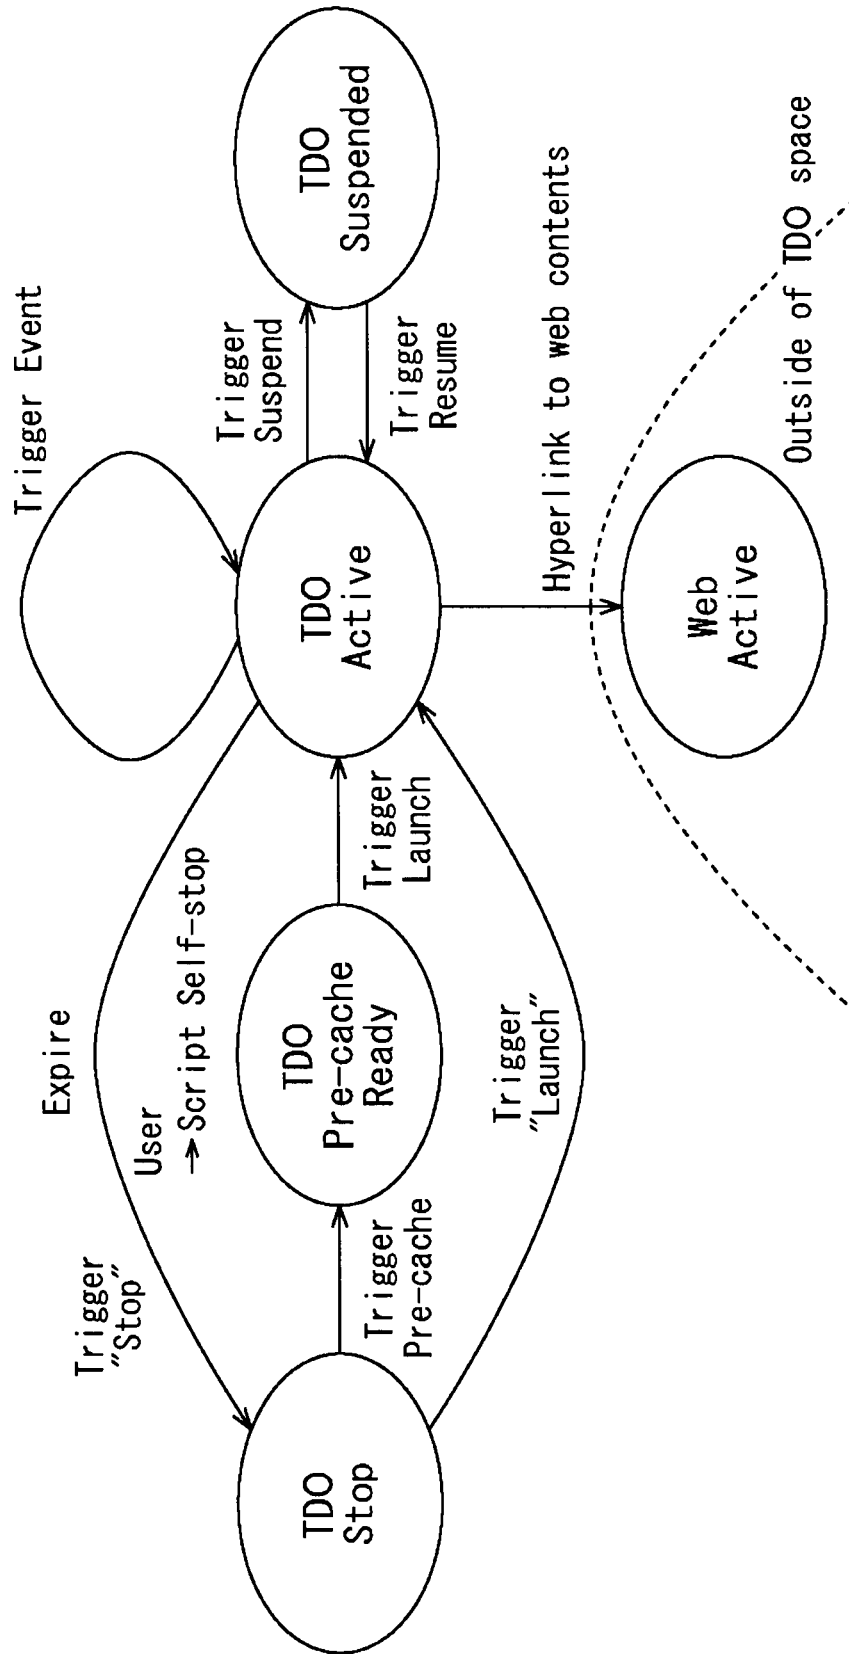 Trigger Event
Expire
Trigger
"Stop"
User
→Script Self-stop
TDO
Stop
Trigger
Pre-cache
TDO
Pre-cache
Ready
Trigger
Launch
TDO
Active
Trigger
Suspend
Trigger
Resume
TDO
Suspended
Trigger
"Launch"
Hyperlink to web contents
Web
Active
Outside of TDO space